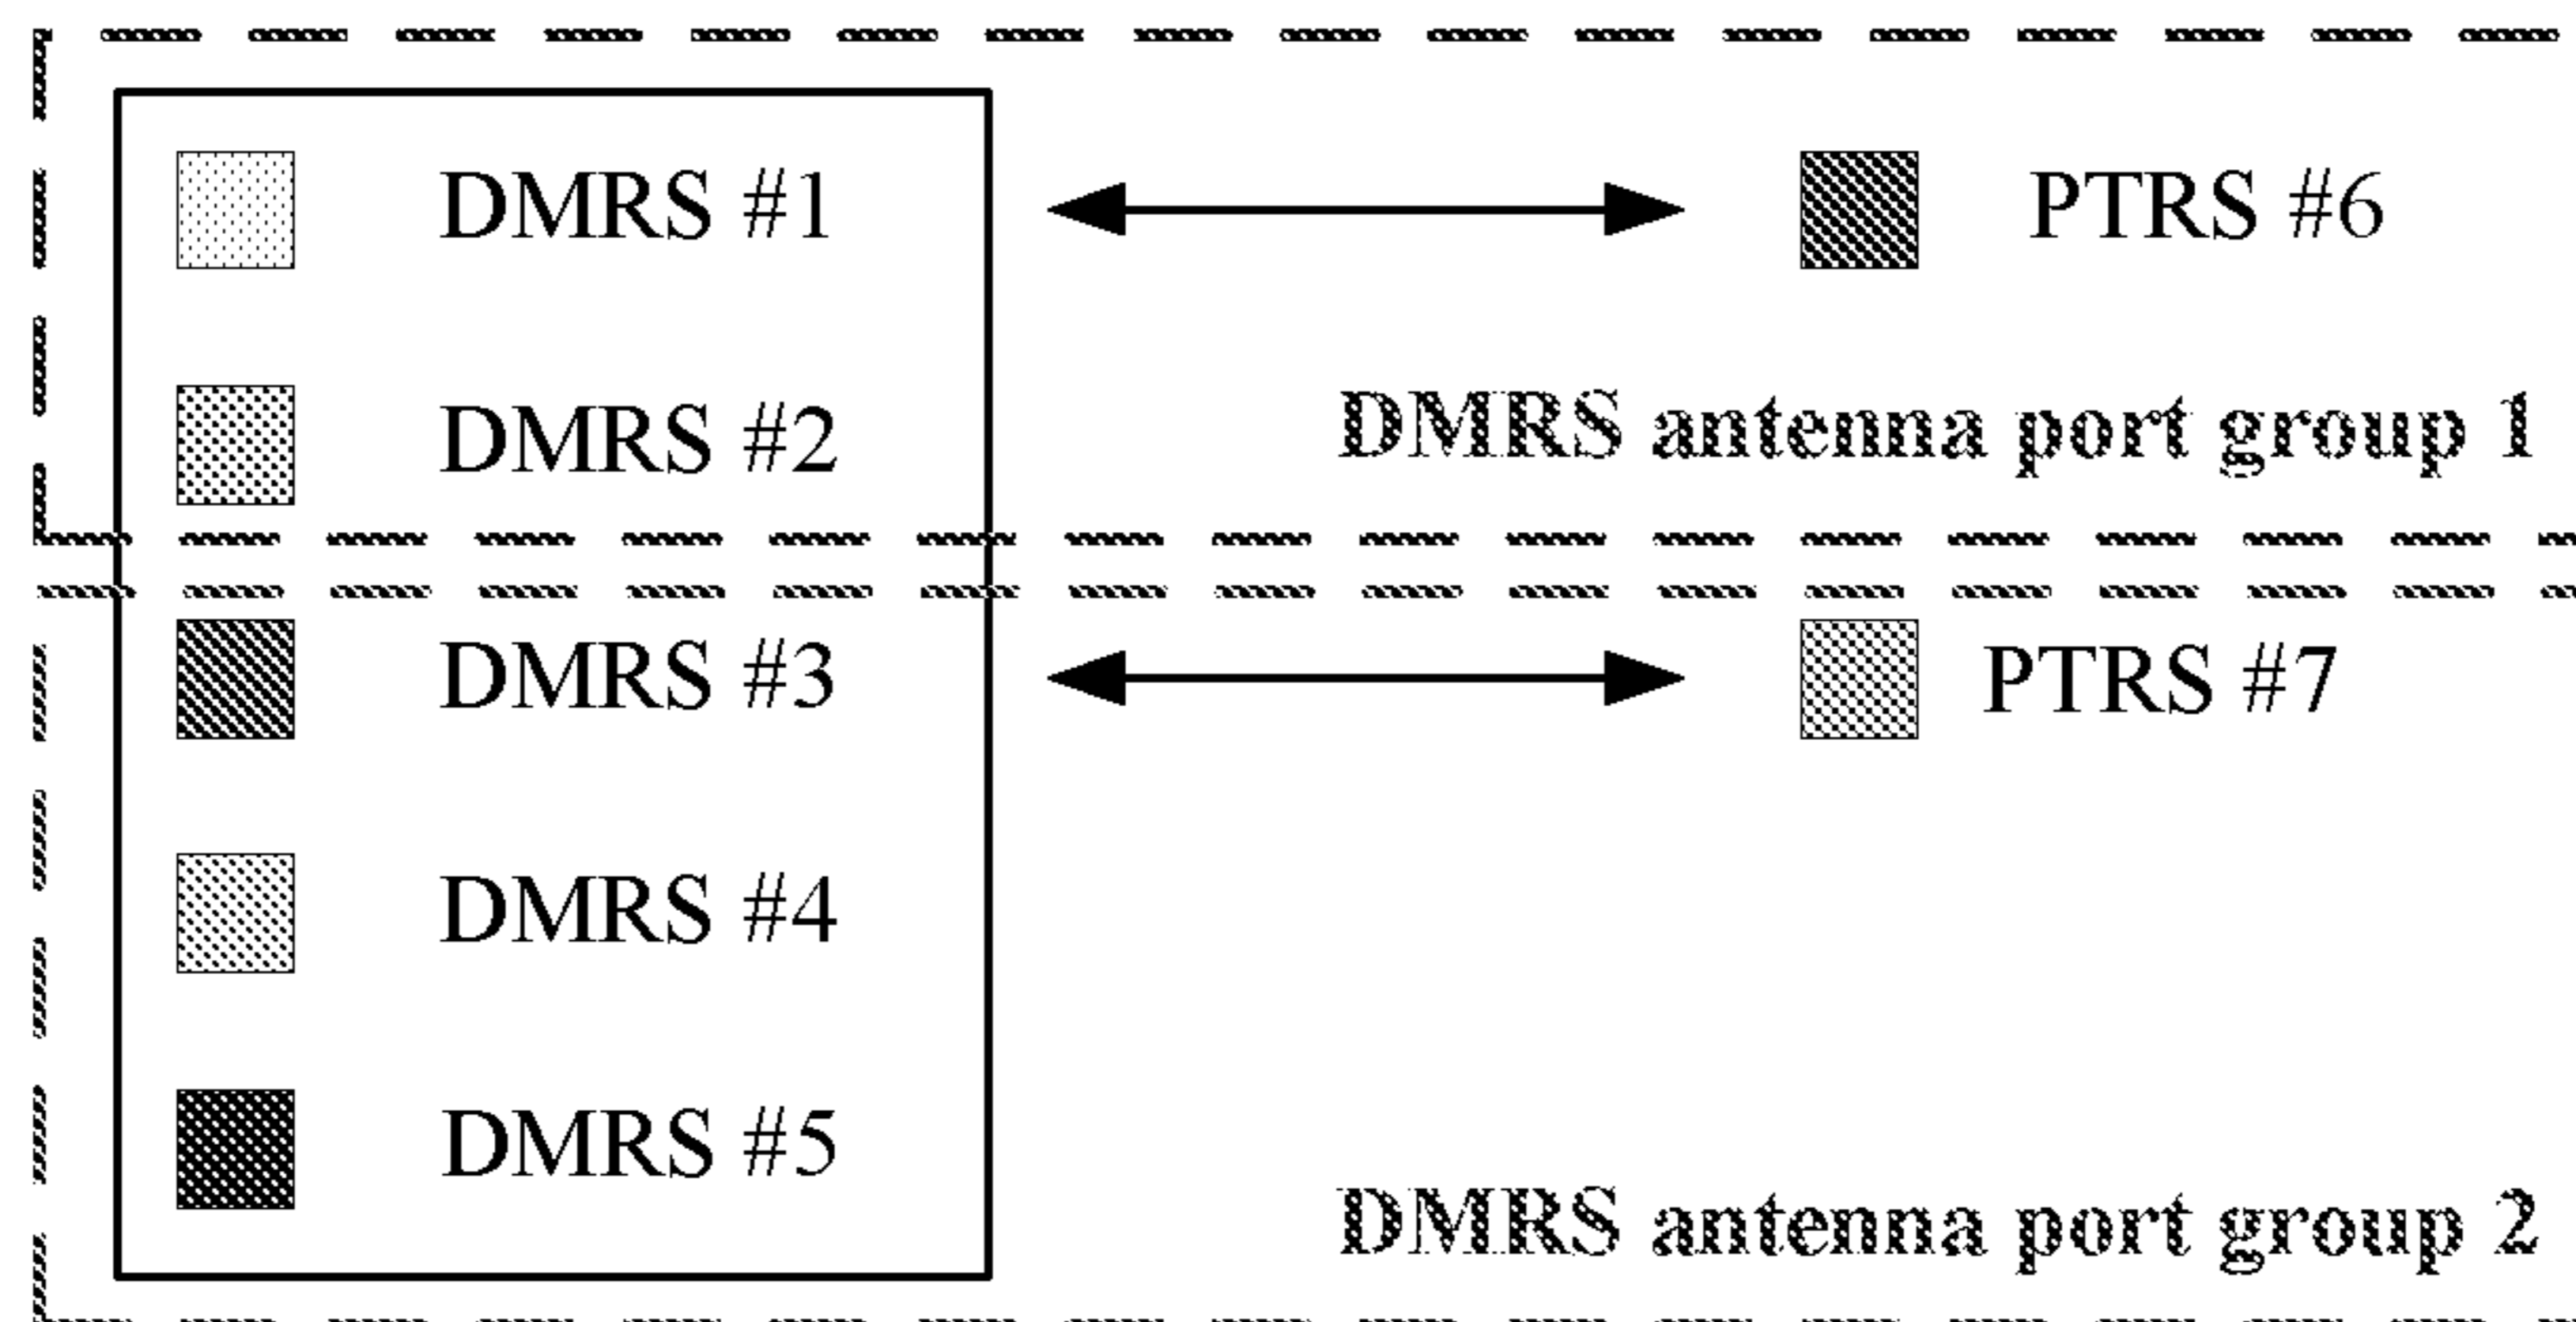 DMRS #1 PTRS #6
DMRS #2 DMRS antenna port group 1
DMRS #3 PTRS #7
DMRS #4
DMRS #5
DMRS antenna port group 2